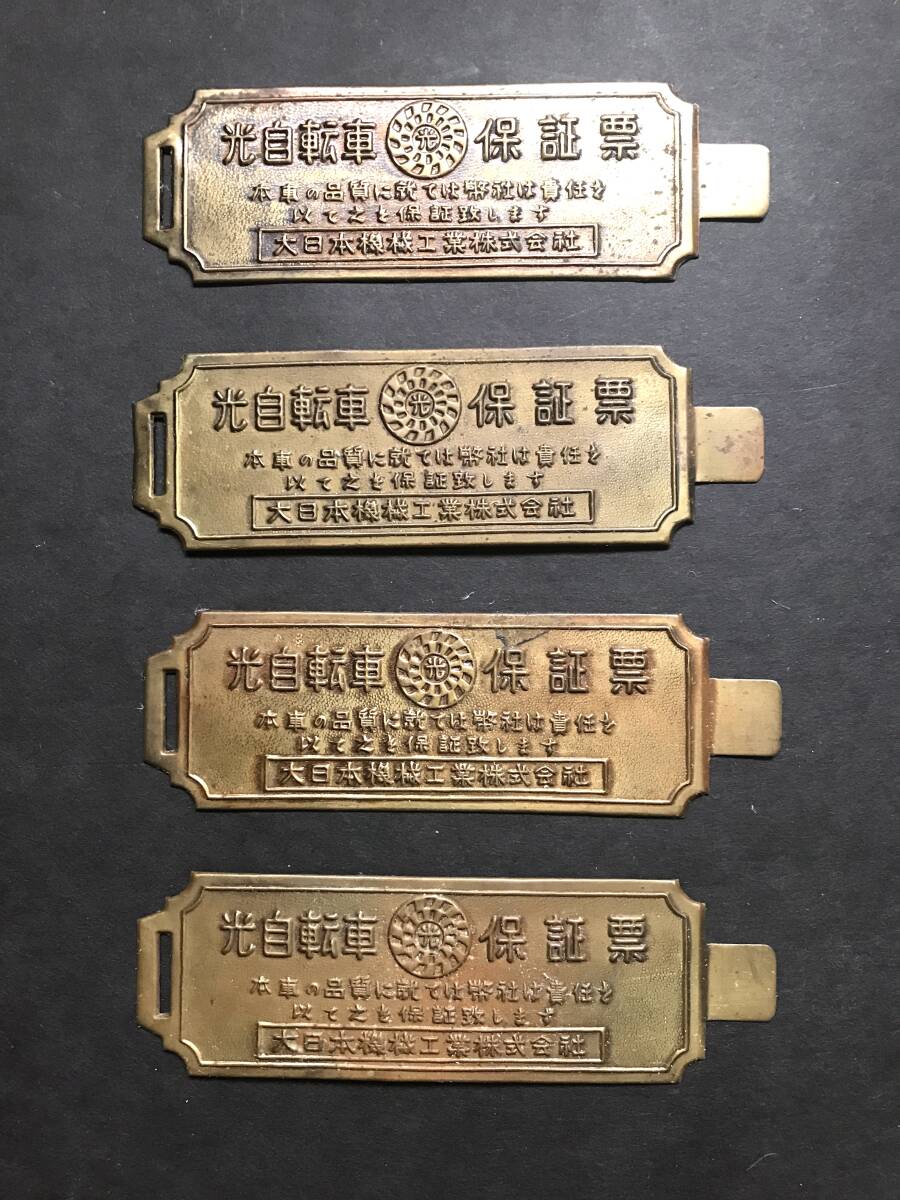 光自転車 光 保証票
本車の品質に就ては弊社は責任を
以て之を保証致します
大日本機械工業株式会社
光自転車 光 保証票
本車の品質に就ては弊社は責任を
以て之を保証致します
大日本機械工業株式会社
光自転車 光 保証票
本車の品質に就ては弊社は責任を
以て之を保証致します
大日本機械工業株式会社
光自転車 光 保証票
本車の品質に就ては弊社は責任を
以て之を保証致します
大日本機械工業株式会社